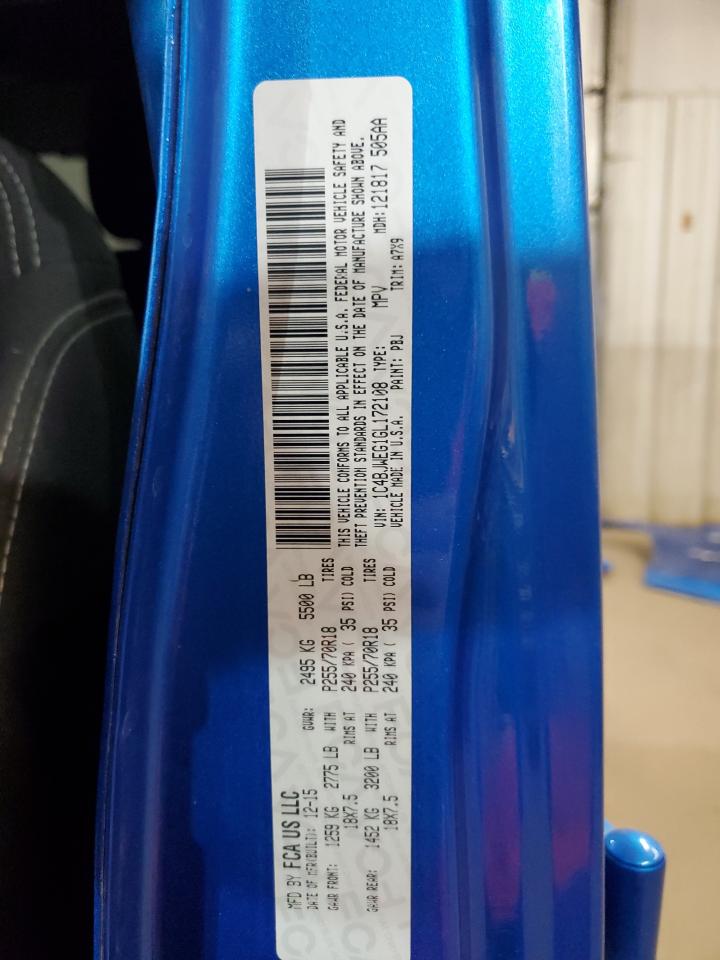 MFD BY FCA US LLC
DATE OF MFR(BUILT): 12-15 GVWR: 2495 KG 5500 LB
GAWR FRONT: 1259 KG 2775 LB WITH P255/70R18 TIRES
18X7.5 RIMS AT 240 KPA ( 35 PSI) COLD
GAWR REAR: 1452 KG 3200 LB WITH P255/70R18 TIRES
18X7.5 RIMS AT 240 KPA ( 35 PSI) COLD
THIS VEHICLE CONFORMS TO ALL APPLICABLE U.S.A. FEDERAL MOTOR VEHICLE SAFETY AND
THEFT PREVENTION STANDARDS IN EFFECT ON THE DATE OF MANUFACTURE SHOWN ABOVE.
VIN: 1C4BJWEG1GL172108 TYPE: MPV MDH:121817 505AA
VEHICLE MADE IN U.S.A. PAINT: PBJ TRIM: A7X9